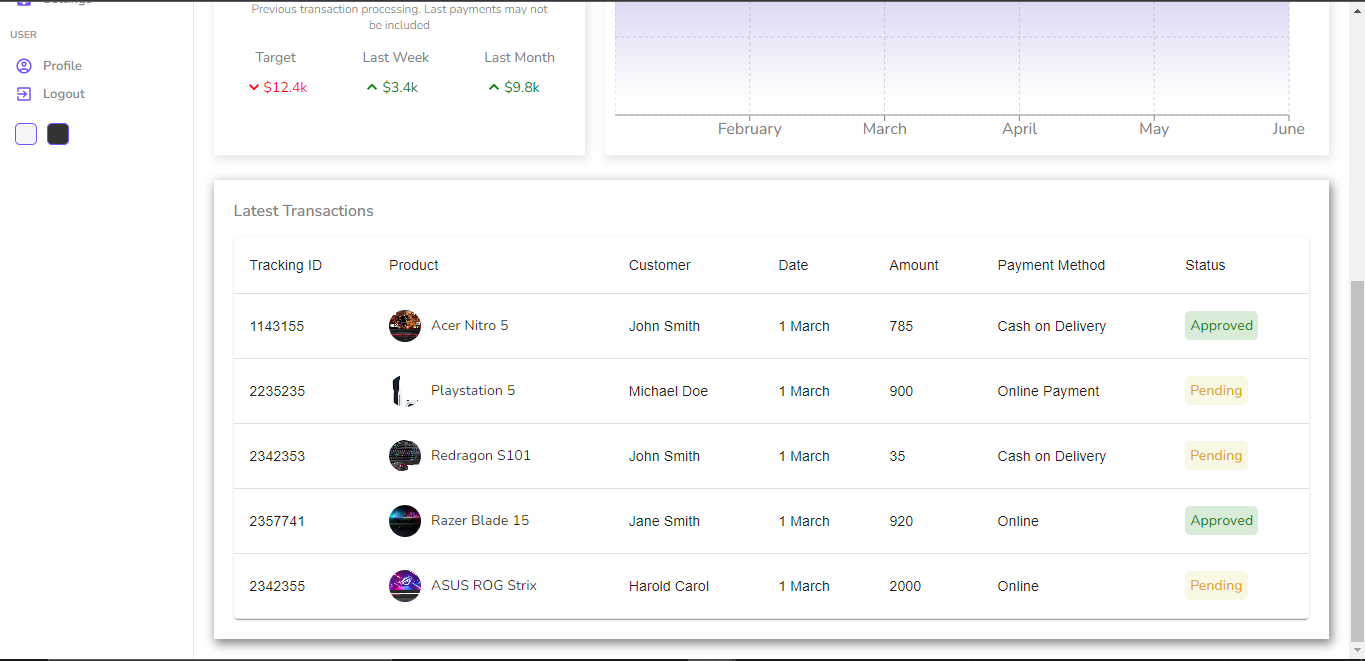 Settings
USER
Profile
Logout
Previous transaction processing. Last payments may not
be included
Target Last Week Last Month
$12.4k $3.4k $9.8k
February March April May June
Latest Transactions
Tracking ID Product Customer Date Amount Payment Method Status
1143155 Acer Nitro 5 John Smith 1 March 785 Cash on Delivery Approved
2235235 Playstation 5 Michael Doe 1 March 900 Online Payment Pending
2342353 Redragon S101 John Smith 1 March 35 Cash on Delivery Pending
2357741 Razer Blade 15 Jane Smith 1 March 920 Online Approved
2342355 ASUS ROG Strix Harold Carol 1 March 2000 Online Pending